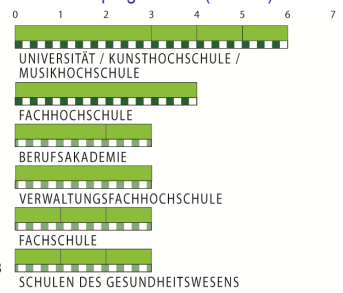 0 1 2 3 4 5 6 7
UNIVERSITÄT / KUNSTHOCHSCHULE /
MUSIKHOCHSCHULE
FACHHOCHSCHULE
BERUFSAKADEMIE
VERWALTUNGSFACHHOCHSCHULE
FACHSCHULE
SCHULEN DES GESUNDHEITSWESENS